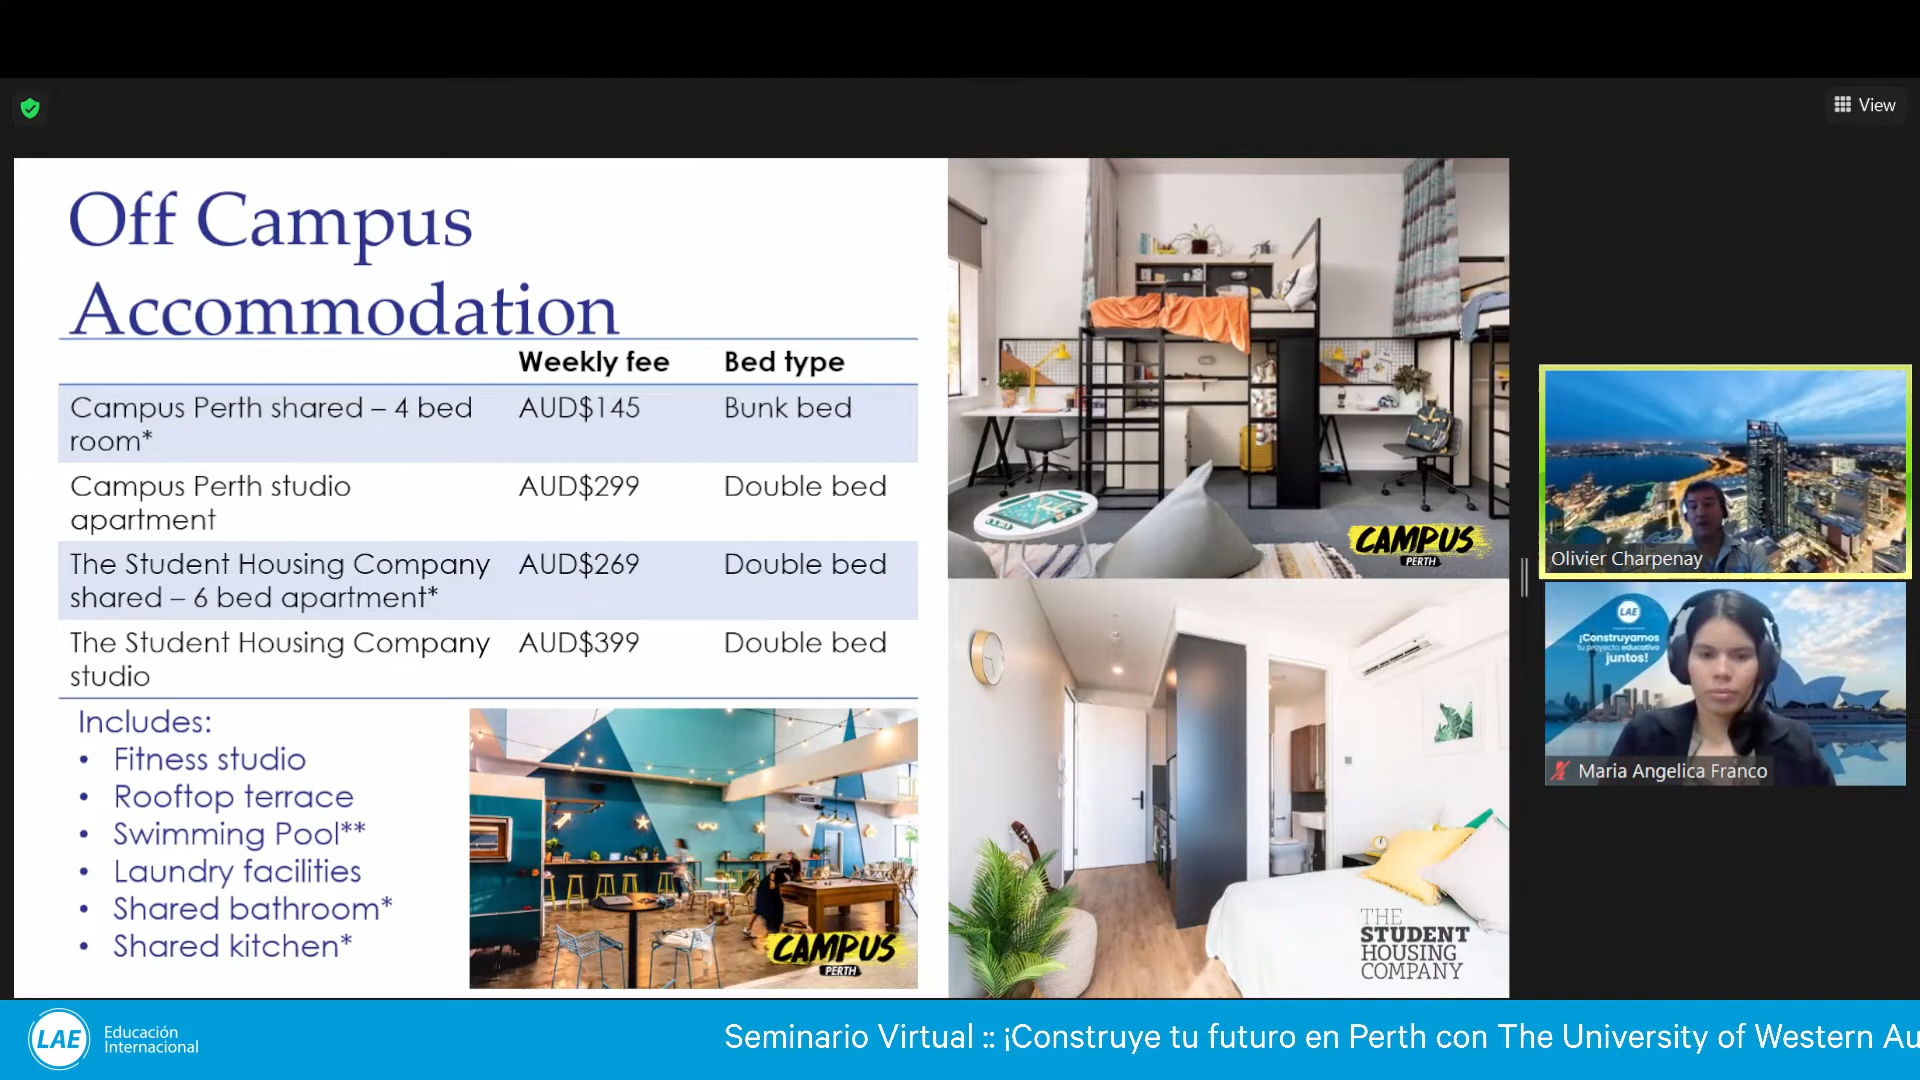 View
Off Campus
Accommodation
Weekly fee Bed type
Campus Perth shared – 4 bed room* AUD$145 Bunk bed
Campus Perth studio apartment AUD$299 Double bed
The Student Housing Company shared – 6 bed apartment* AUD$269 Double bed
The Student Housing Company studio AUD$399 Double bed
Includes:
• Fitness studio
• Rooftop terrace
• Swimming Pool**
• Laundry facilities
• Shared bathroom*
• Shared kitchen*
CAMPUS
PERTH
CAMPUS
PERTH
THE
STUDENT
HOUSING
COMPANY
Olivier Charpenay
LAE
¡Construyamos
tu proyecto educativo
juntos!
Maria Angelica Franco
LAE Educación
Internacional
Seminario Virtual :: ¡Construye tu futuro en Perth con The University of Western Au